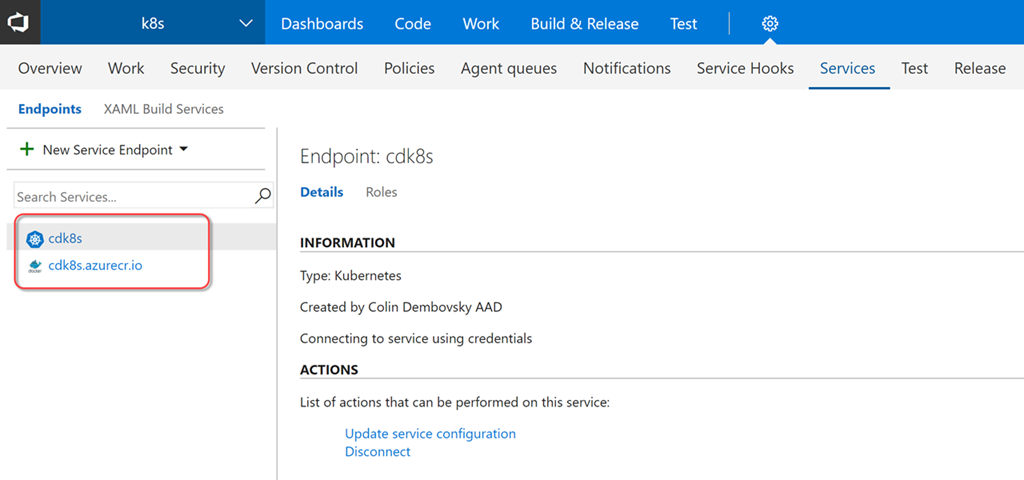 k8s Dashboards Code Work Build & Release Test
Overview Work Security Version Control Policies Agent queues Notifications Service Hooks Services Test Release
Endpoints XAML Build Services
New Service Endpoint
Search Services...
cdk8s
cdk8s.azurecr.io
Endpoint: cdk8s
Details Roles
INFORMATION
Type: Kubernetes
Created by Colin Dembovsky AAD
Connecting to service using credentials
ACTIONS
List of actions that can be performed on this service:
Update service configuration
Disconnect